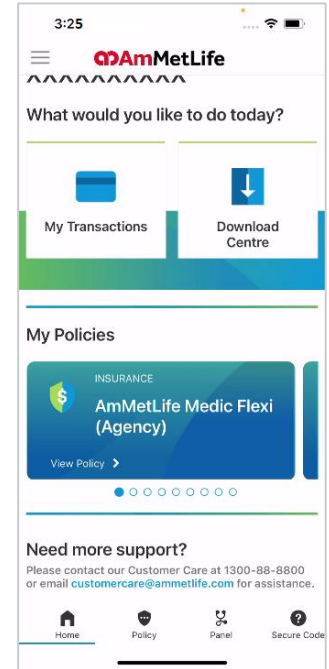 3:25
AmMetLife
XXXXXXXXXX
What would you like to do today?
My Transactions
Download
Centre
My Policies
INSURANCE
AmMetLife Medic Flexi
(Agency)
View Policy
Need more support?
Please contact our Customer Care at 1300-88-8800
or email customercare@ammetlife.com for assistance.
Home Policy Panel Secure Code